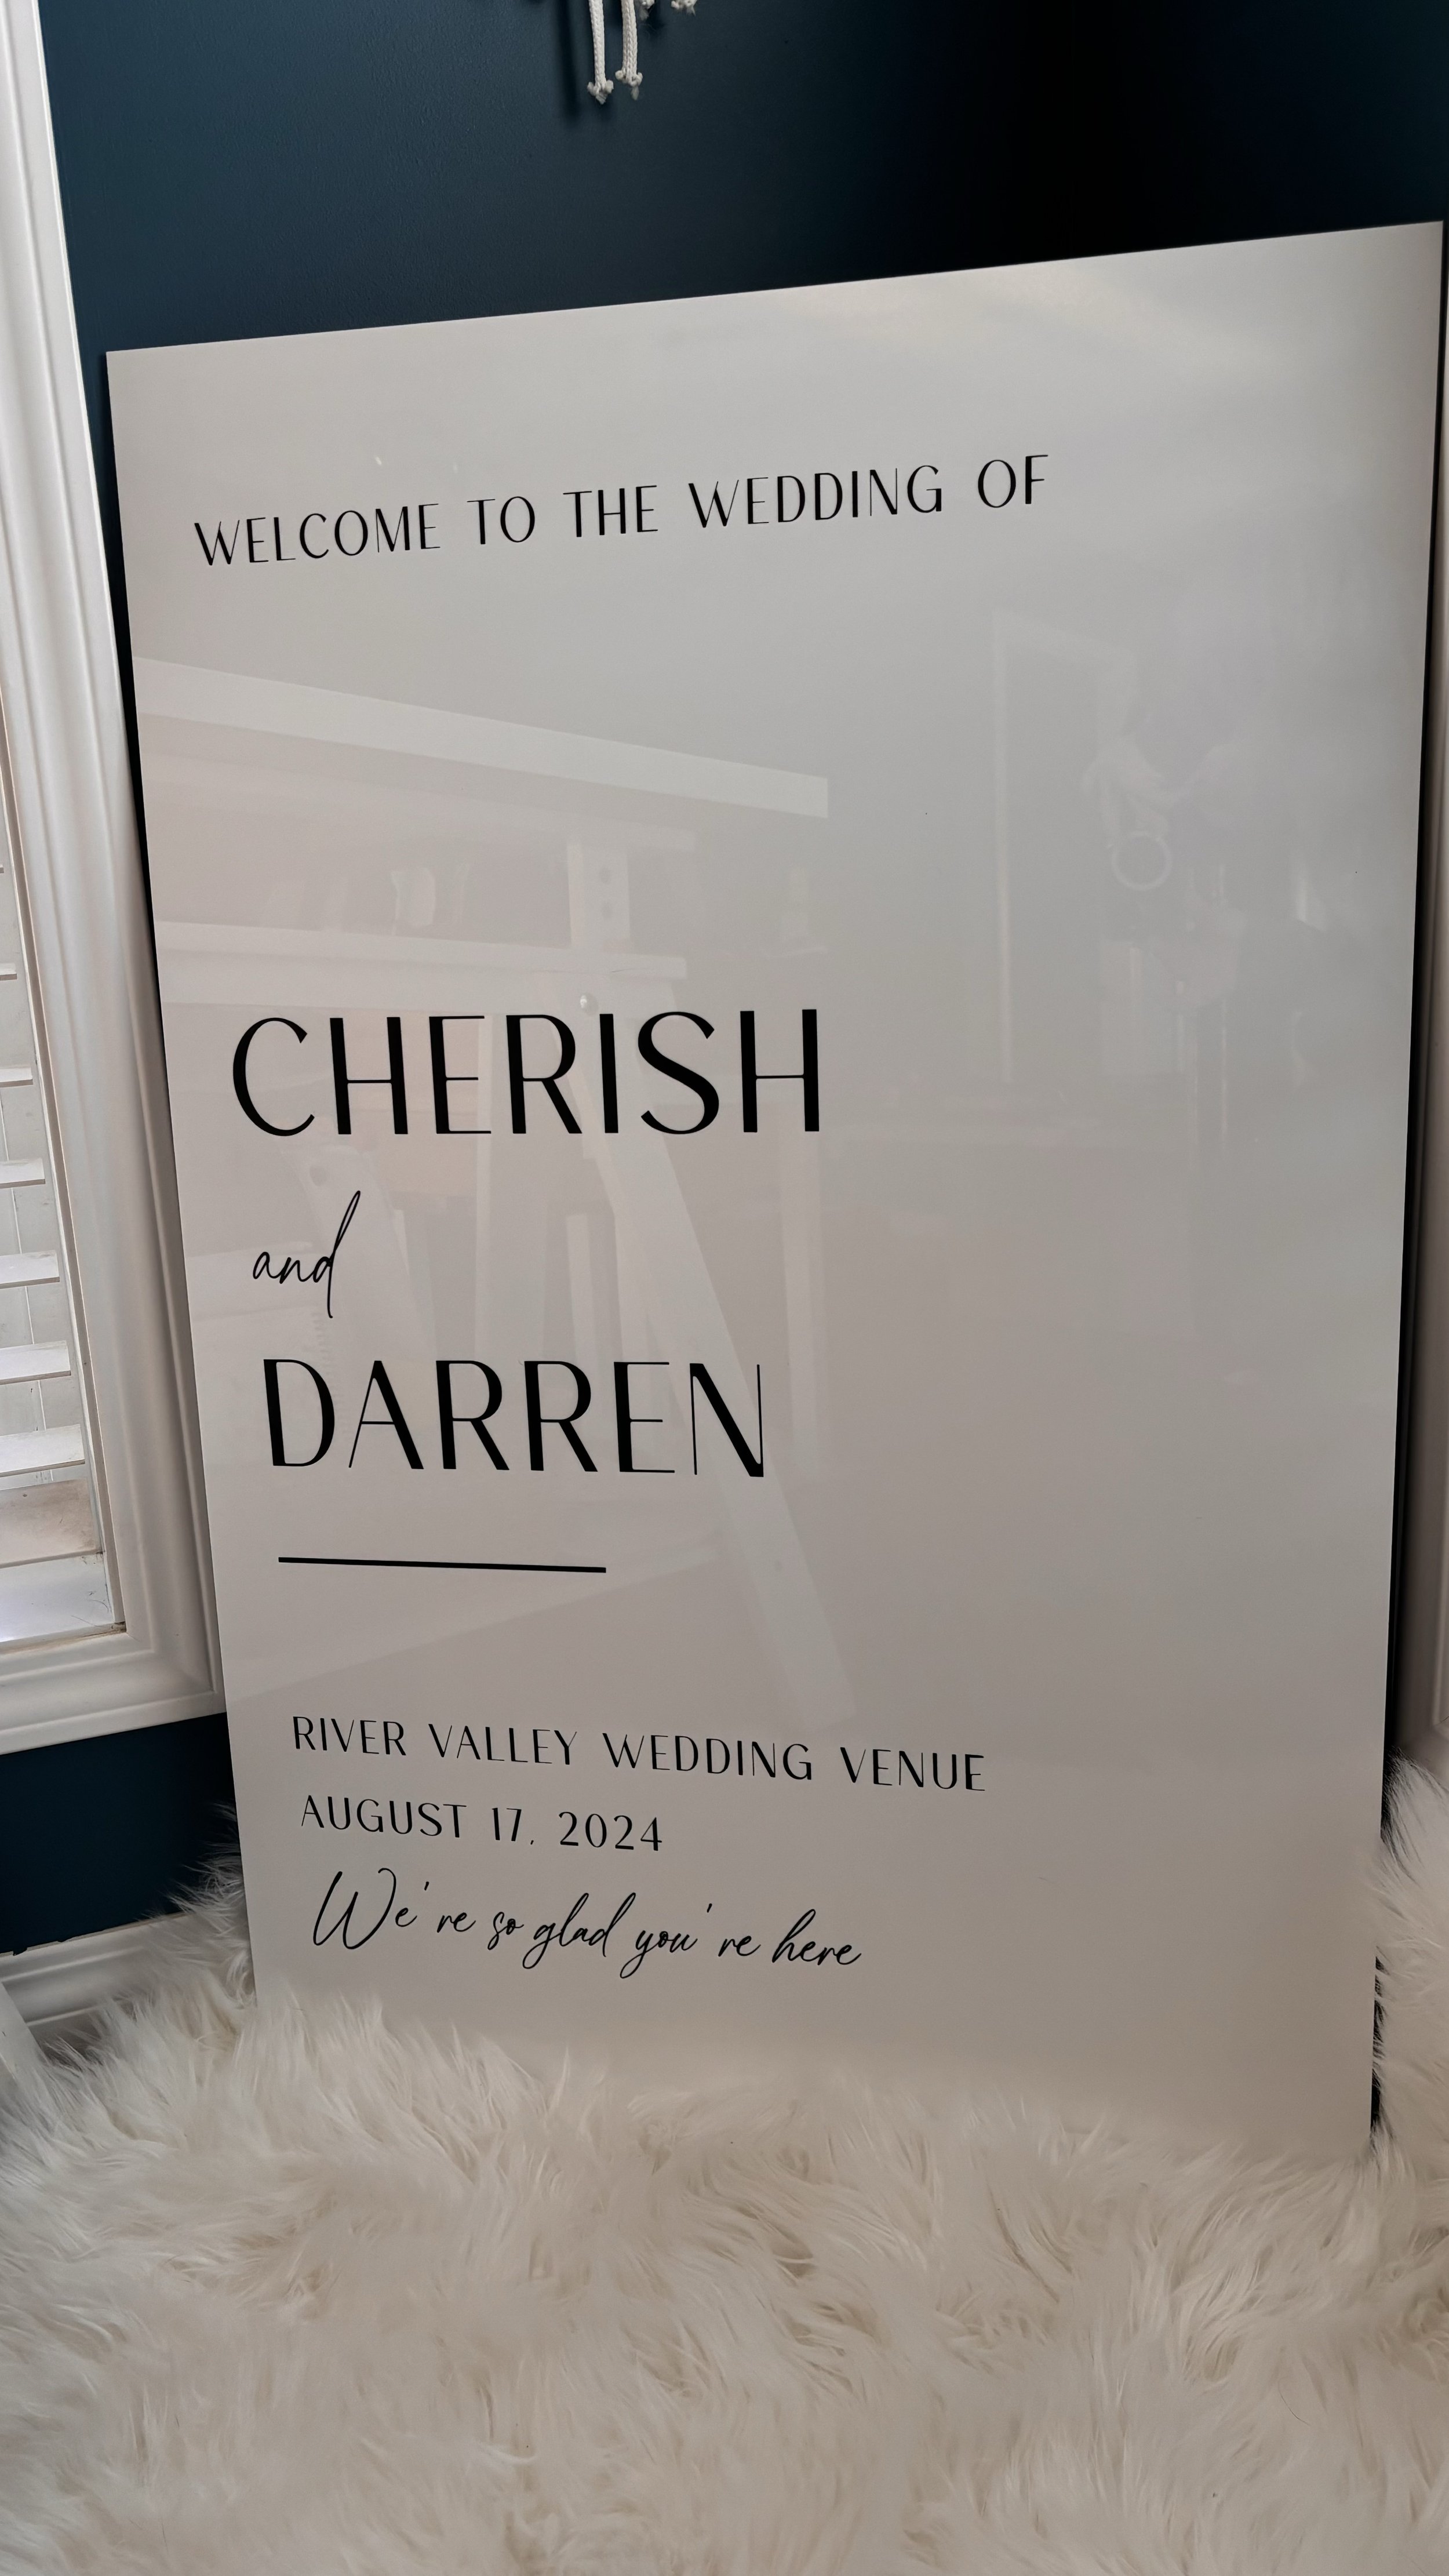 WELCOME TO THE WEDDING OF
CHERISH
and
DARREN
RIVER VALLEY WEDDING VENUE
AUGUST 17, 2024
We're so glad you're here